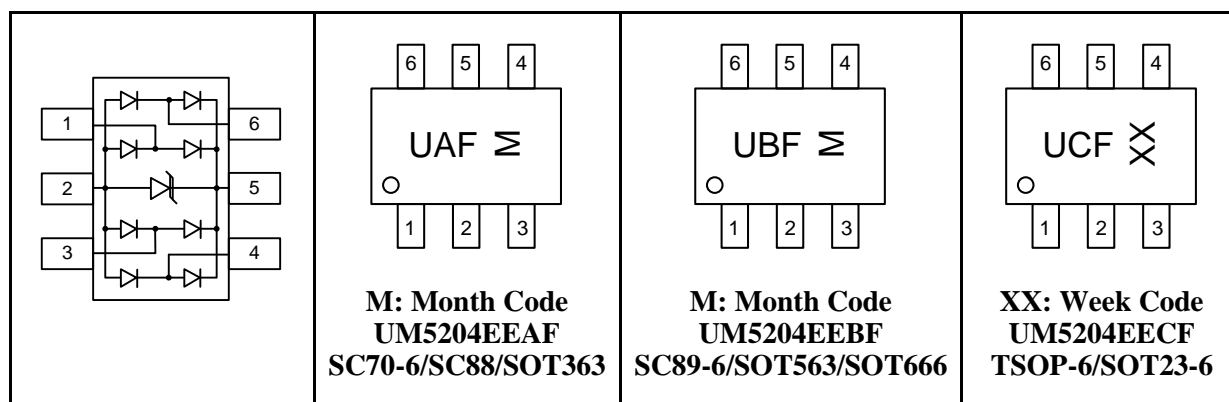 1
6
2
5
3
4
6 5 4
UAF M
1 2 3
M: Month Code
UM5204EEAF
SC70-6/SC88/SOT363
6 5 4
UBF M
1 2 3
M: Month Code
UM5204EEBF
SC89-6/SOT563/SOT666
6 5 4
UCF XX
1 2 3
XX: Week Code
UM5204EECF
TSOP-6/SOT23-6